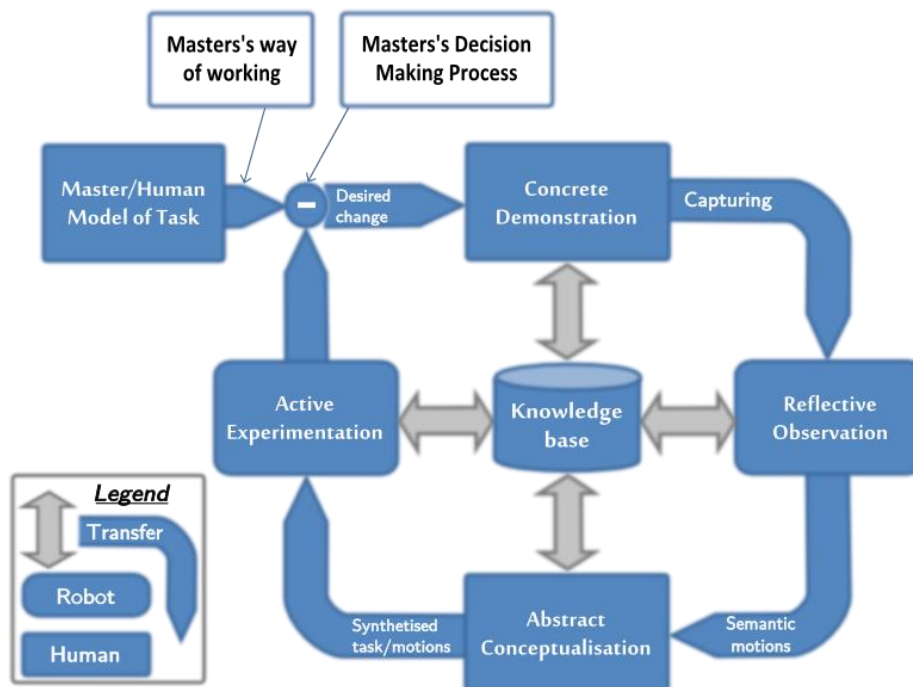 Masters's way
of working
Masters's Decision
Making Process
Master/Human
Model of Task
−
Desired
change
Concrete
Demonstration
Capturing
Active
Experimentation
Knowledge
base
Reflective
Observation
Legend
Transfer
Robot
Human
Synthetised
task/motions
Abstract
Conceptualisation
Semantic
motions